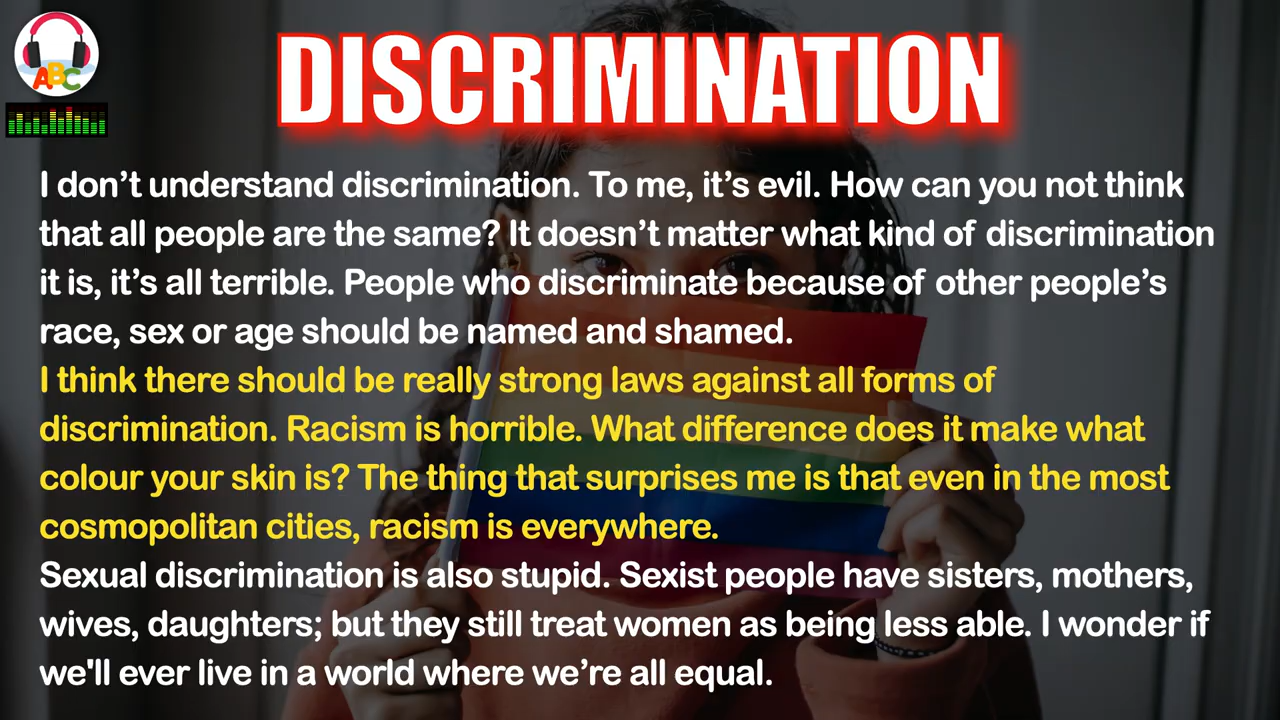 ABC
DISCRIMINATION
I don’t understand discrimination. To me, it’s evil. How can you not think
that all people are the same? It doesn’t matter what kind of discrimination
it is, it’s all terrible. People who discriminate because of other people’s
race, sex or age should be named and shamed.
I think there should be really strong laws against all forms of
discrimination. Racism is horrible. What difference does it make what
colour your skin is? The thing that surprises me is that even in the most
cosmopolitan cities, racism is everywhere.
Sexual discrimination is also stupid. Sexist people have sisters, mothers,
wives, daughters; but they still treat women as being less able. I wonder if
we'll ever live in a world where we’re all equal.